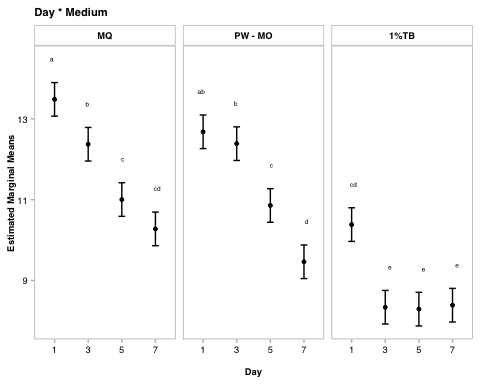 Day * Medium
MQ
PW - MO
1%TB
a
b
c
cd
ab
b
c
d
cd
e
e
e
Estimated Marginal Means
13
11
9
1
3
5
7
1
3
5
7
1
3
5
7
Day